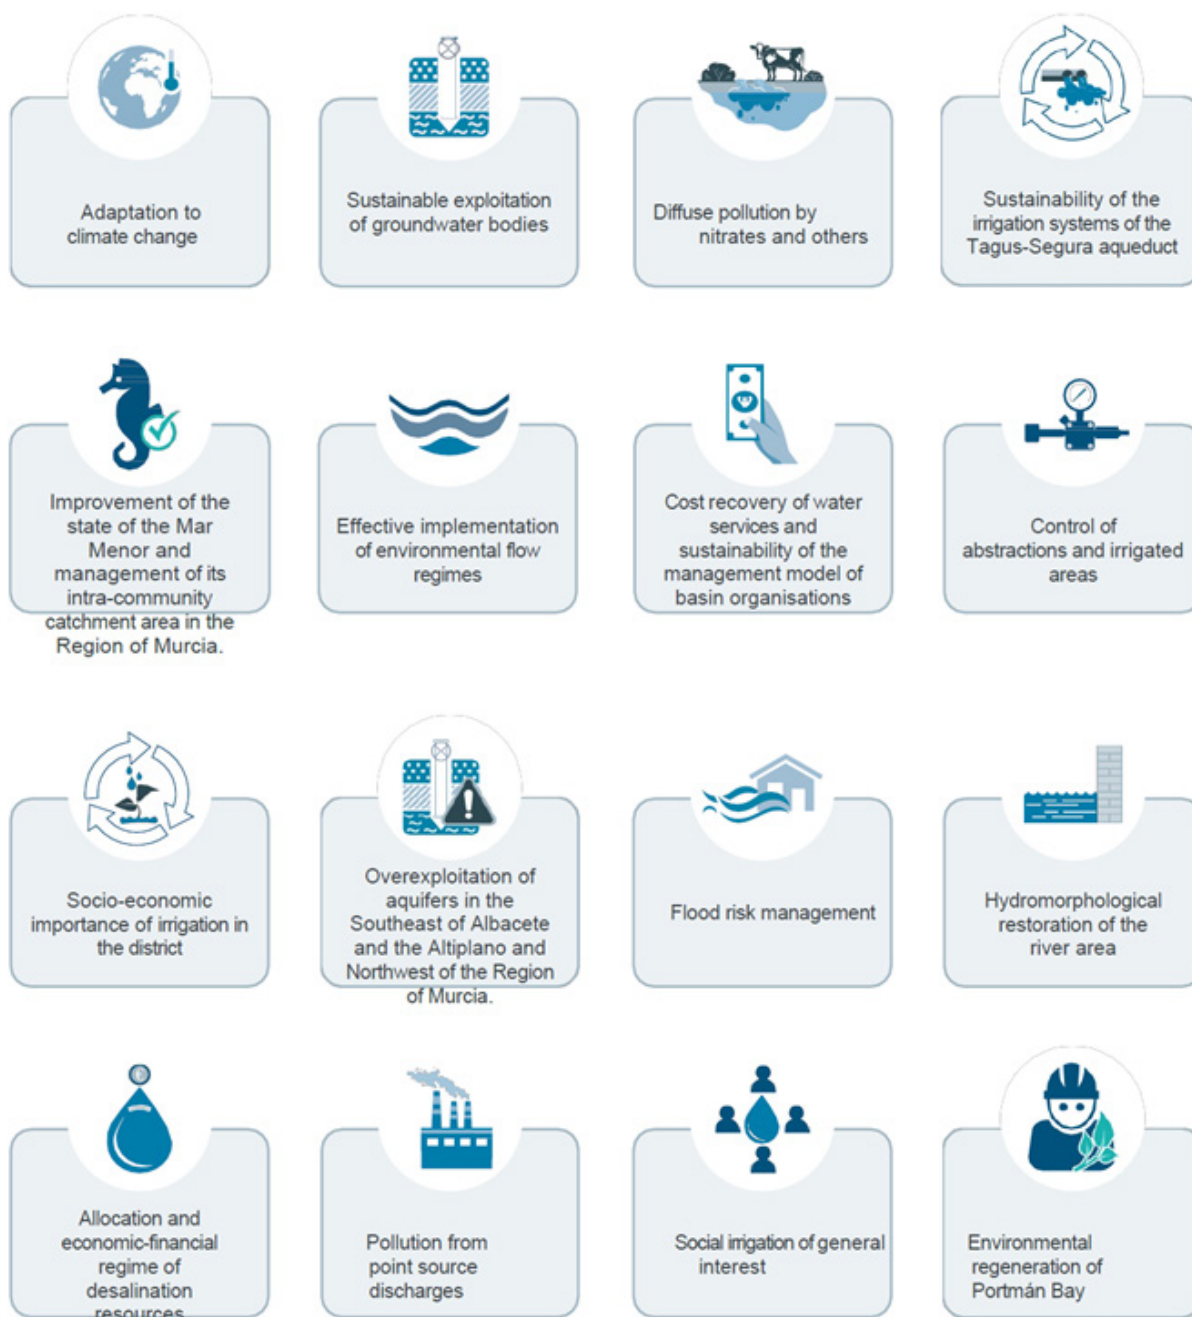 Adaptation to
climate change
Sustainable exploitation
of groundwater bodies
Diffuse pollution by
nitrates and others
Sustainability of the
irrigation systems of the
Tagus-Segura aqueduct
Improvement of the
state of the Mar
Menor and
management of its
intra-community
catchment area in the
Region of Murcia.
Effective implementation
of environmental flow
regimes
Cost recovery of water
services and
sustainability of the
management model of
basin organisations
Control of
abstractions and irrigated
areas
Socio-economic
importance of irrigation in
the district
Overexploitation of
aquifers in the
Southeast of Albacete
and the Altiplano and
Northwest of the Region
of Murcia.
Flood risk management
Hydromorphological
restoration of the
river area
Allocation and
economic-financial
regime of
desalination
resources
Pollution from
point source
discharges
Social irrigation of general
interest
Environmental
regeneration of
Portmán Bay